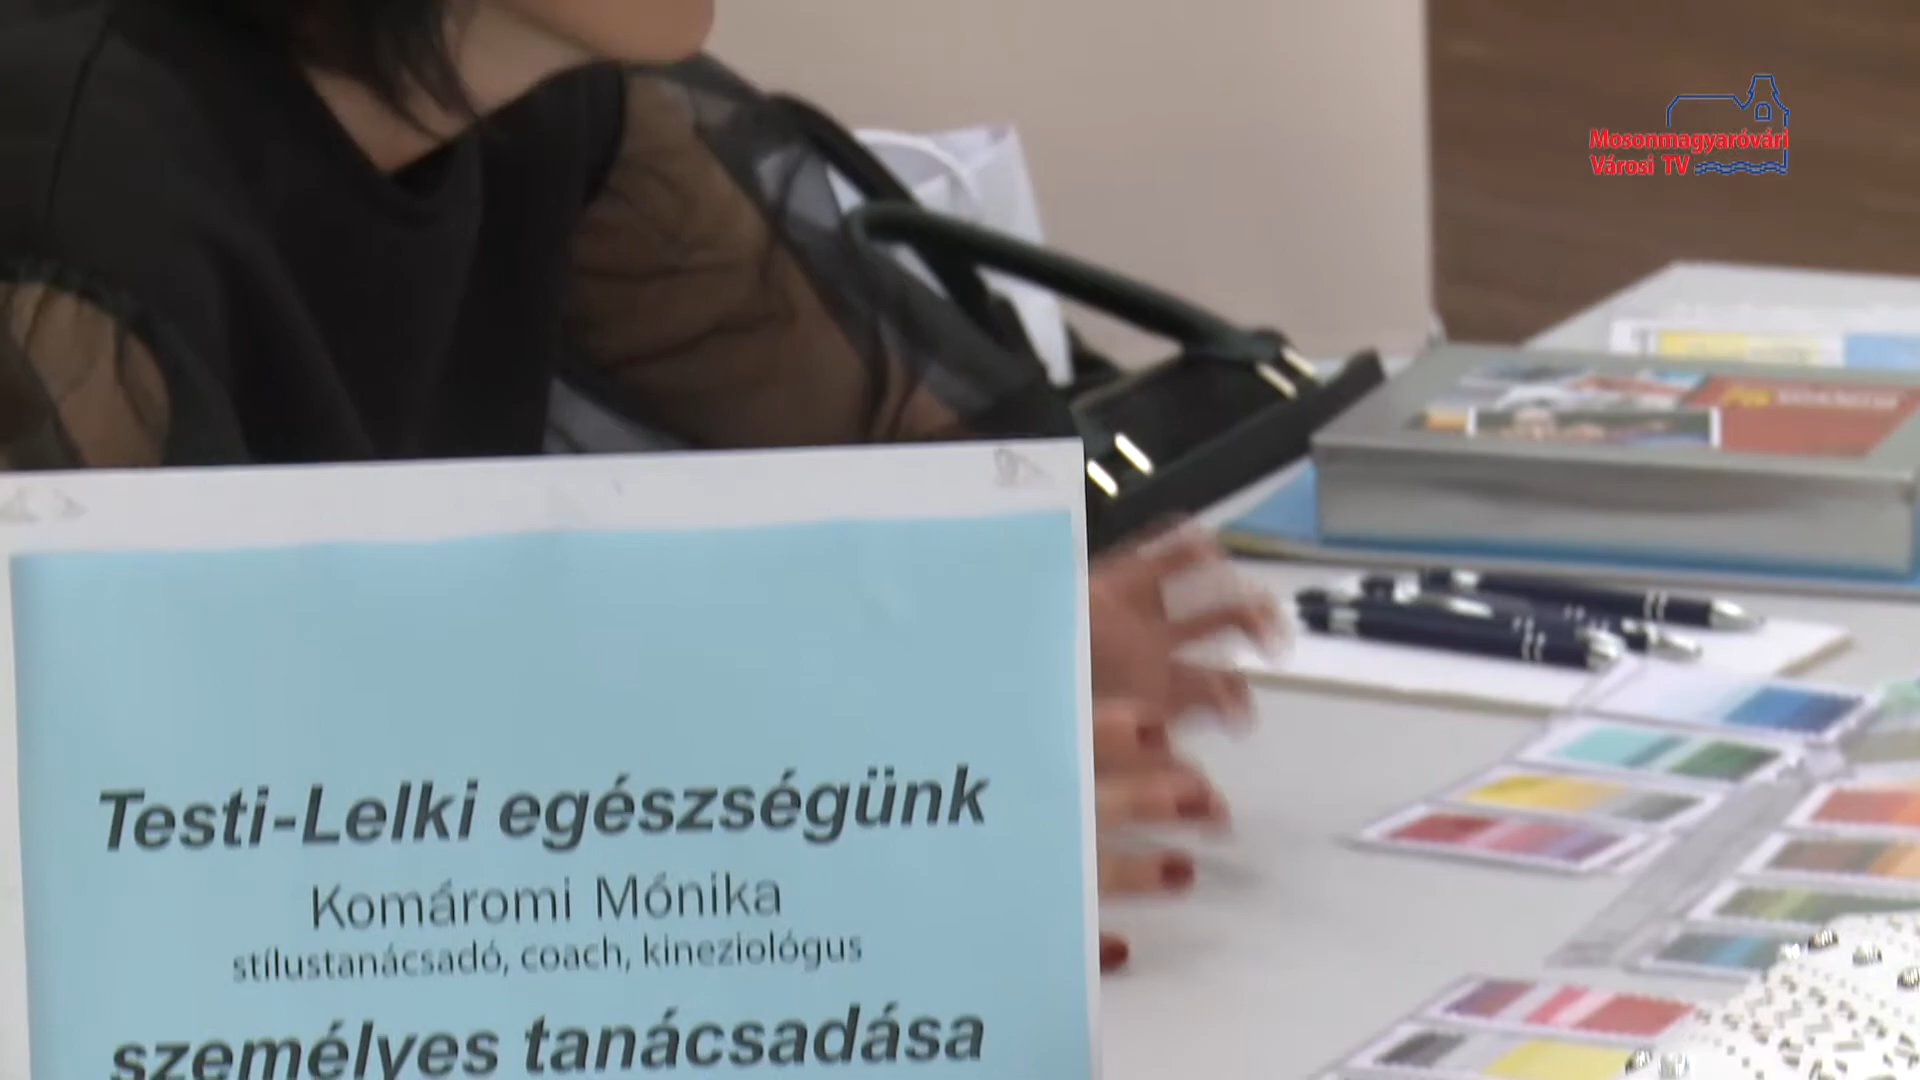 Mosonmagyaróvári
Városi TV
Testi-Lelki egészségünk
Komáromi Mónika
stílustanácsadó, coach, kineziológus
személyes tanácsadása